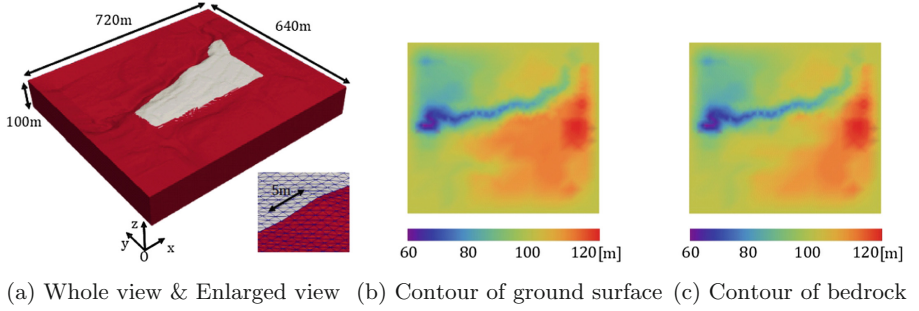 720m
640m
100m
5m
z
y
x
0
60 80 100 120[m]
60 80 100 120[m]
(a) Whole view & Enlarged view (b) Contour of ground surface (c) Contour of bedrock